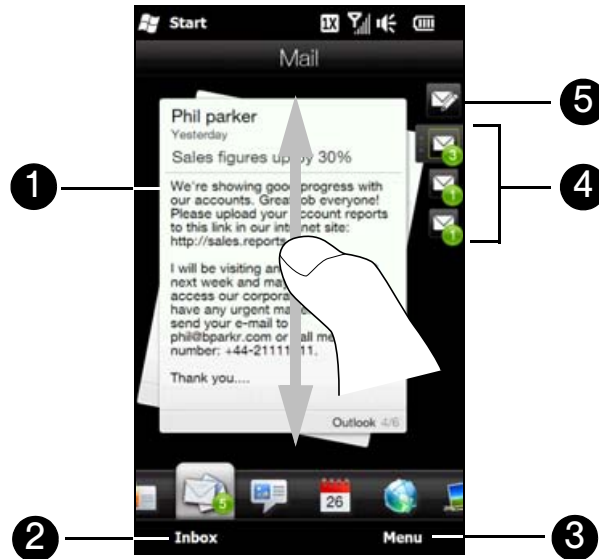 Start 1X
Mail
Phil parker
Yesterday
Sales figures up by 30%
We're showing good progress with
our accounts. Great job everyone!
Please upload your account reports
to this link in our internet site:
http://sales.reports
I will be visiting an
next week and may
access our corpora
have any urgent ma
send your e-mail to
phil@bparkr.com or call me
number: +44-21111111.
Thank you....
Outlook 4/6
5
3
1
1
4
1
5
26
2
Inbox
Menu
3